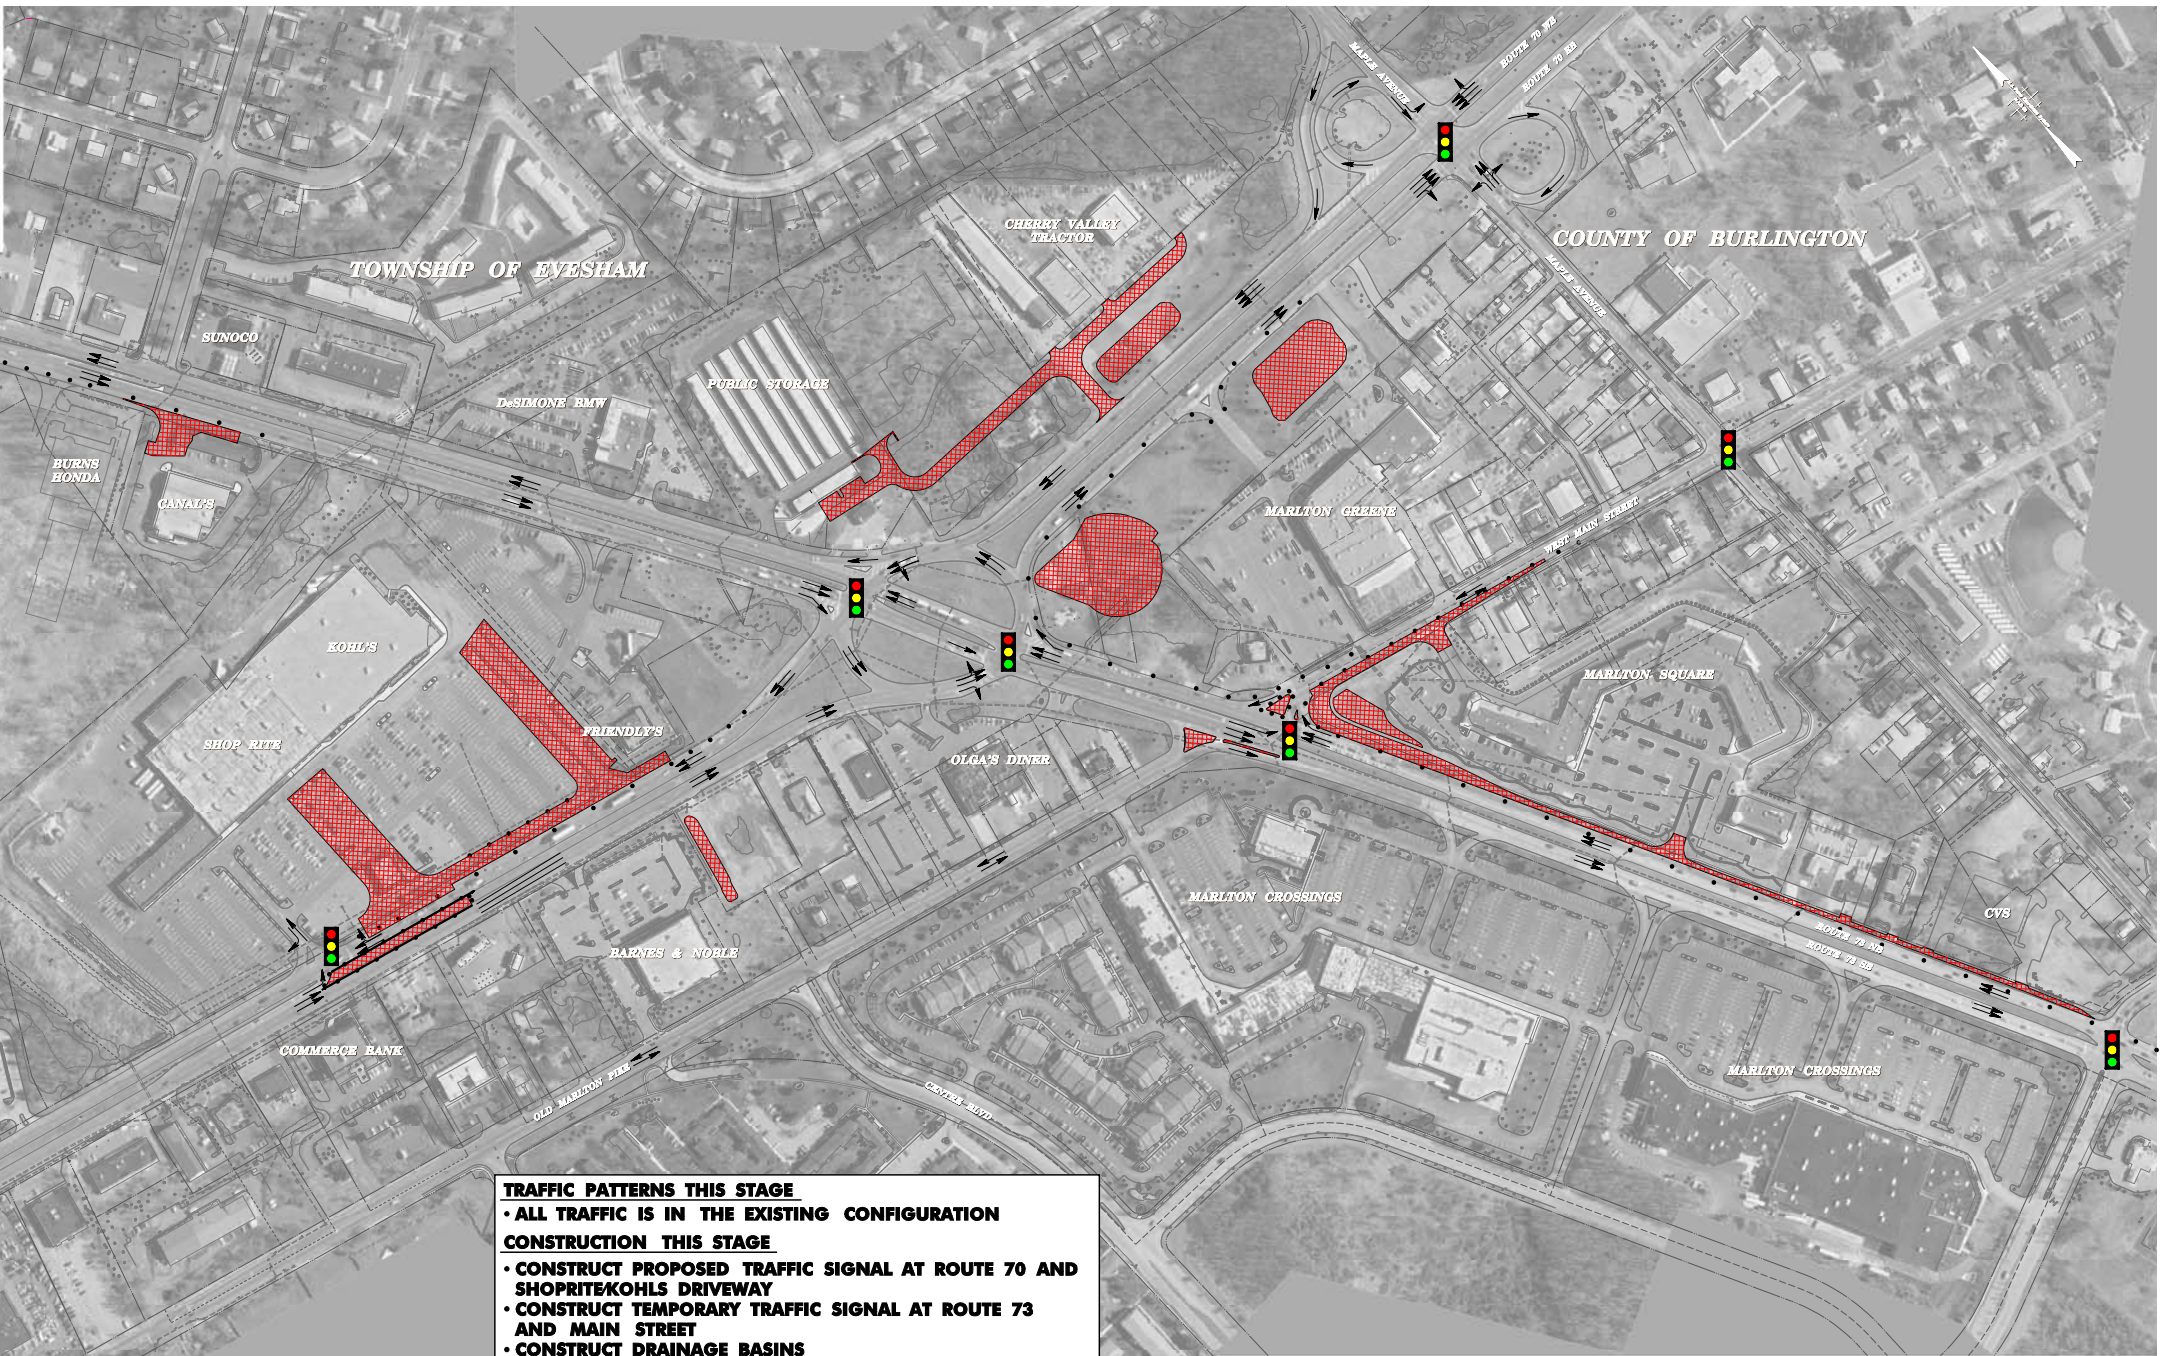 ROUTE 70 WB
ROUTE 70 EB
MAPLE AVENUE
CHERRY VALLEY
TRACTOR
COUNTY OF BURLINGTON
TOWNSHIP OF EVESHAM
MAPLE AVENUE
SUNOCO
PUBLIC STORAGE
DeSIMONE BMW
BURNS
HONDA
CANAL'S
MARLTON GREENE
WEST MAIN STREET
KOHL'S
MARLTON SQUARE
FRIENDLY'S
SHOP RITE
OLGA'S DINER
MARLTON CROSSINGS
CVS
ROUTE 73 NB
ROUTE 73 SB
BARNES & NOBLE
COMMERCE BANK
OLD MARLTON PIKE
CENTRE BLVD
MARLTON CROSSINGS
TRAFFIC PATTERNS THIS STAGE
• ALL TRAFFIC IS IN THE EXISTING CONFIGURATION
CONSTRUCTION THIS STAGE
• CONSTRUCT PROPOSED TRAFFIC SIGNAL AT ROUTE 70 AND
SHOPRITE/KOHLS DRIVEWAY
• CONSTRUCT TEMPORARY TRAFFIC SIGNAL AT ROUTE 73
AND MAIN STREET
• CONSTRUCT DRAINAGE BASINS